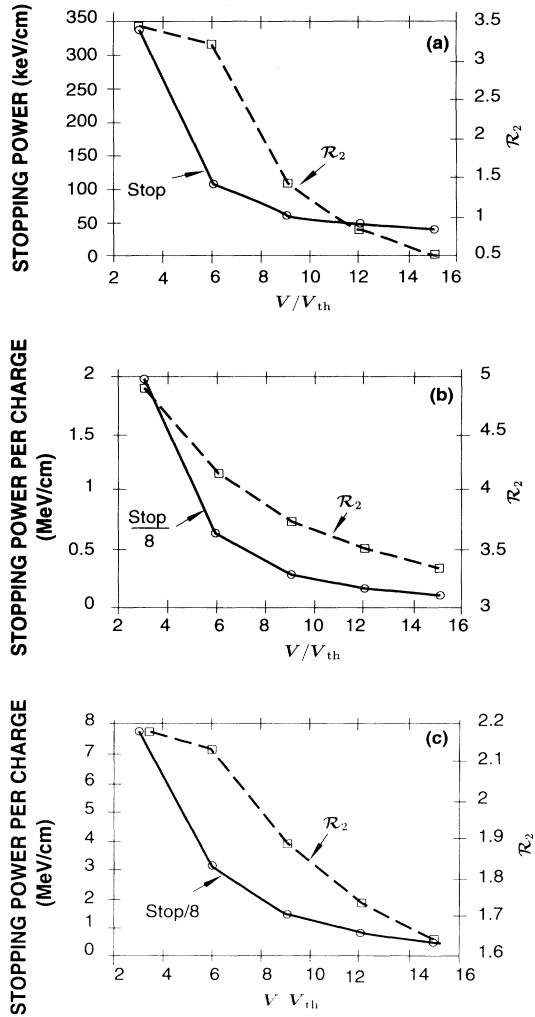 STOPPING POWER (keV/cm)
350
300
250
200
150
100
50
0
3.5
3
2.5
2
1.5
1
0.5
(a)
R₂
Stop
R₂
2 4 6 8 10 12 14 16
V/Vth
STOPPING POWER PER CHARGE
(MeV/cm)
2
1.5
1
0.5
0
5
4.5
4
3.5
3
(b)
R₂
Stop
8
R₂
2 4 6 8 10 12 14 16
V/Vth
STOPPING POWER PER CHARGE
(MeV/cm)
8
7
6
5
4
3
2
1
0
2.2
2.1
2
1.9
1.8
1.7
1.6
(c)
R₂
Stop/8
R₂
2 4 6 8 10 12 14 16
V Vth